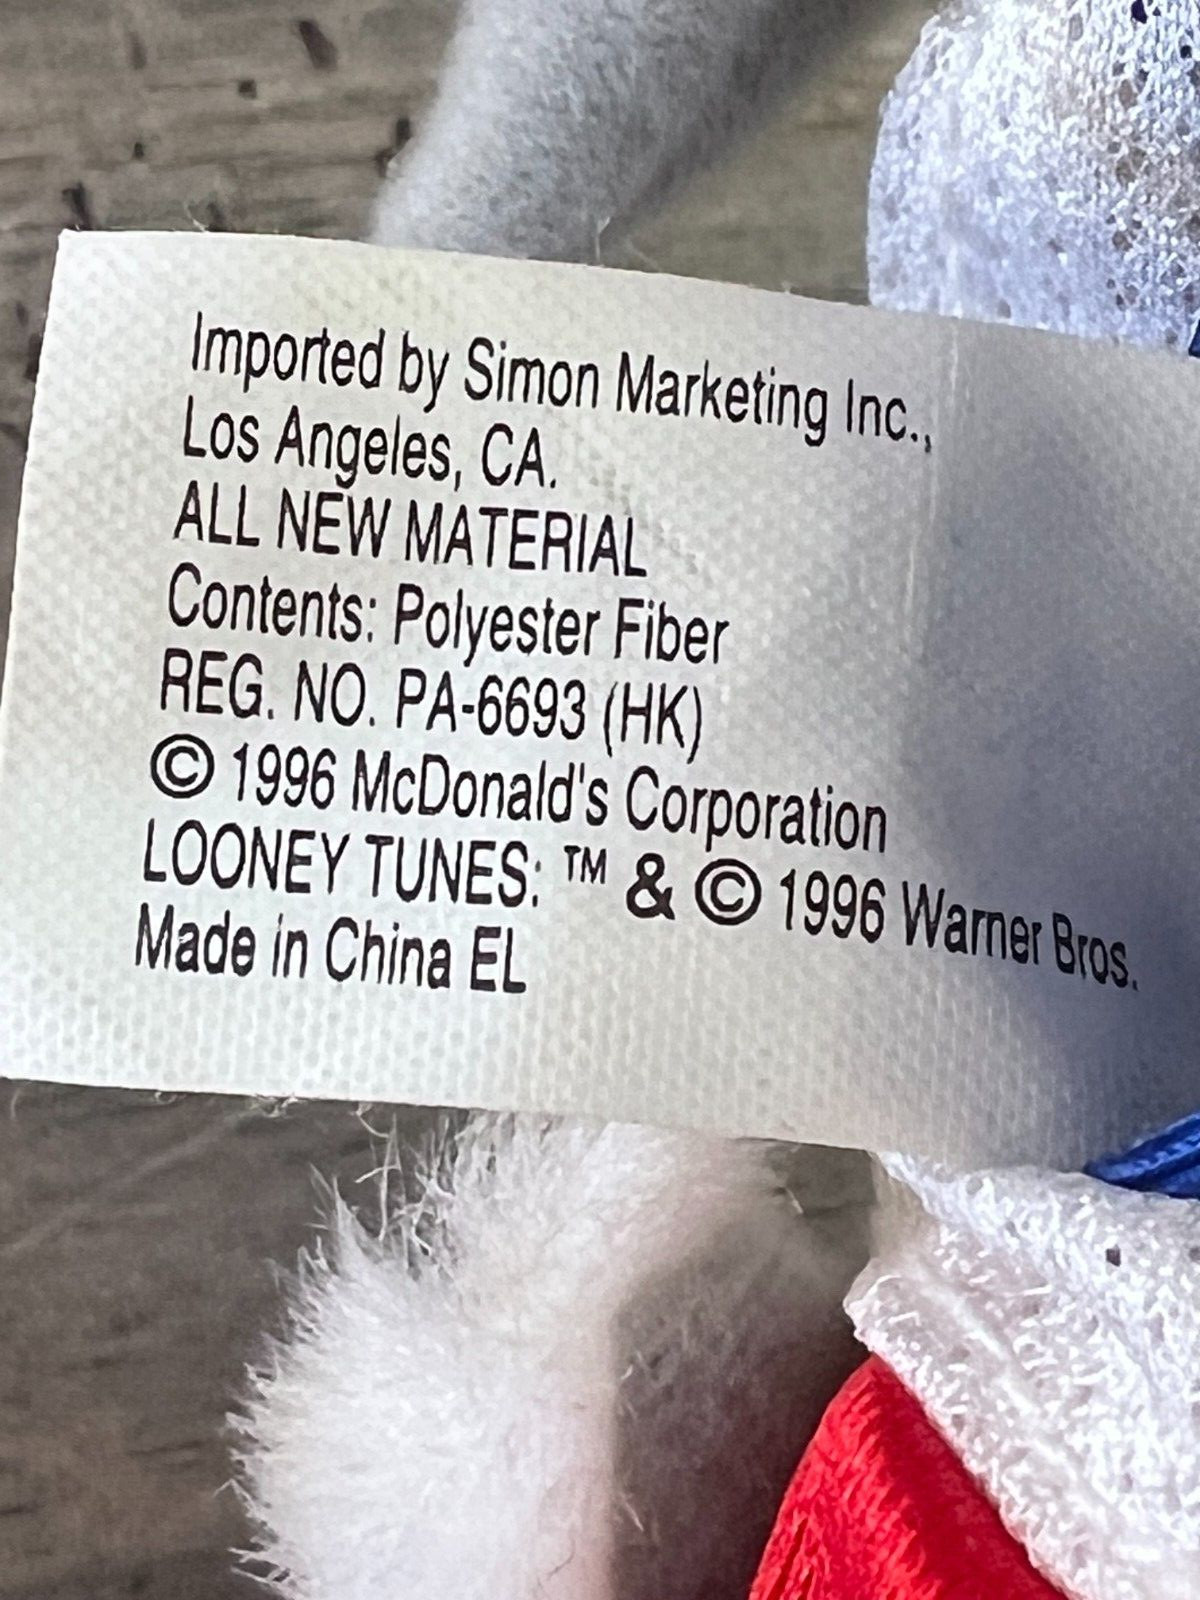 Imported by Simon Marketing Inc.,
Los Angeles, CA.
ALL NEW MATERIAL
Contents: Polyester Fiber
REG. NO. PA-6693 (HK)
© 1996 McDonald's Corporation
LOONEY TUNES: ™ & © 1996 Warner Bros.
Made in China EL